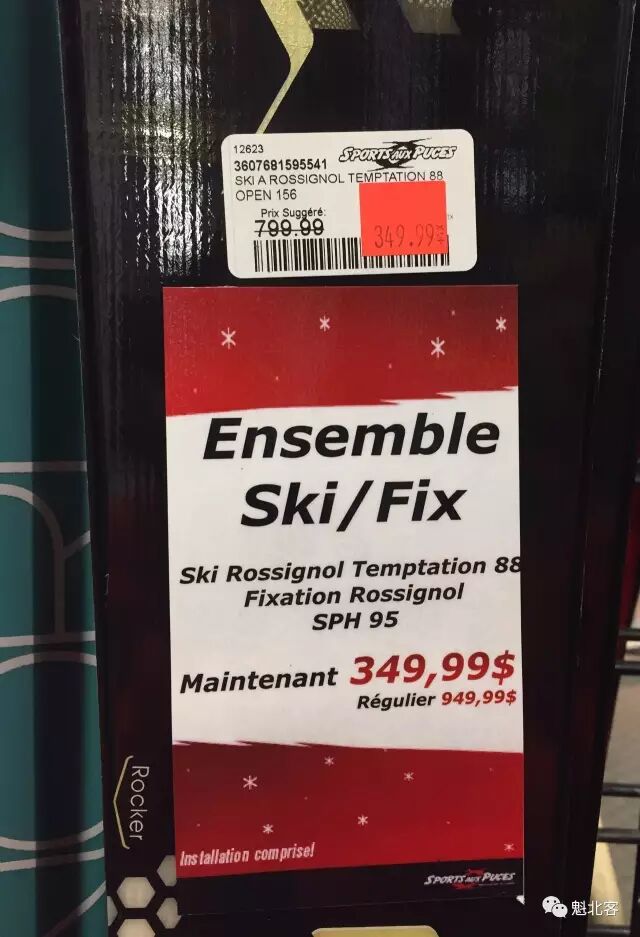 12623
SPORTS AUX PUCES
3607681595541
SKI A ROSSIGNOL TEMPTATION 88
OPEN 156
Prix Suggéré:
799.99
349.99
Ensemble
Ski/Fix
Ski Rossignol Temptation 88
Fixation Rossignol
SPH 95
Maintenant 349,99$
Régulier 949,99$
Rocker
Installation comprise!
SPORTS AUX PUCES
魁北客